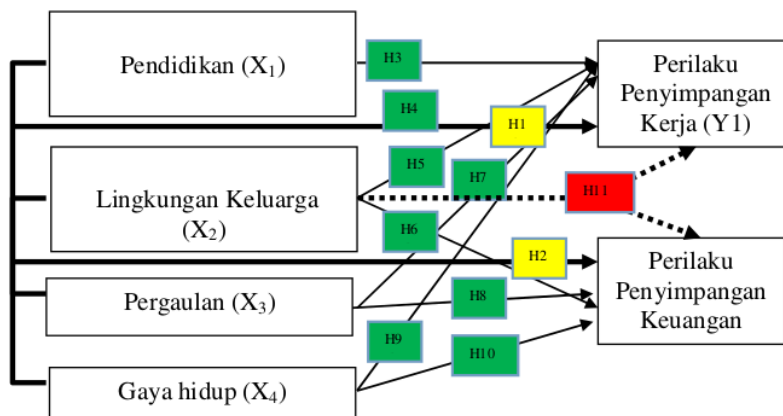 Pendidikan (X1)
H3
Perilaku
Penyimpangan
Kerja (Y1)
H4
H1
H5
H7
H11
Lingkungan Keluarga
(X2)
H6
H2
Perilaku
Penyimpangan
Keuangan
Pergaulan (X3)
H8
H9
H10
Gaya hidup (X4)